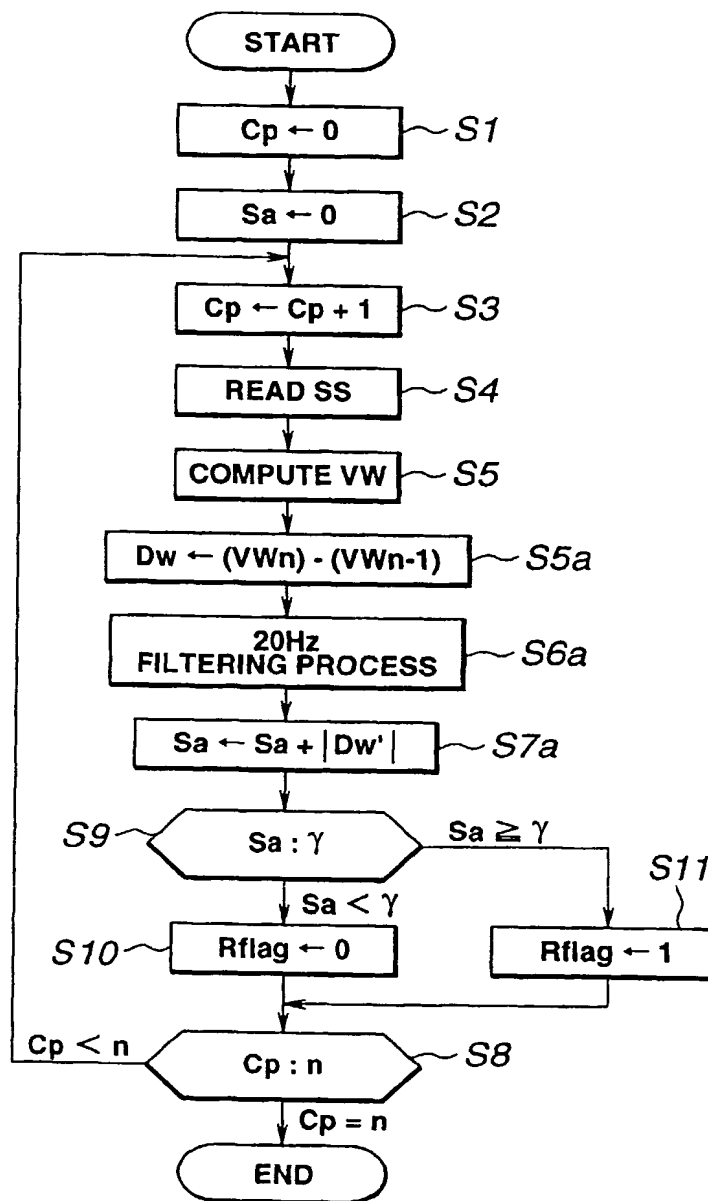 START
Cp ← 0
S1
Sa ← 0
S2
Cp ← Cp + 1
S3
READ SS
S4
COMPUTE VW
S5
Dw ← (VWn) - (VWn-1)
S5a
20Hz
FILTERING PROCESS
S6a
Sa ← Sa + |Dw'|
S7a
S9
Sa : γ
Sa ≧ γ
Sa < γ
S11
S10
Rflag ← 0
Rflag ← 1
Cp < n
Cp : n
S8
Cp = n
END